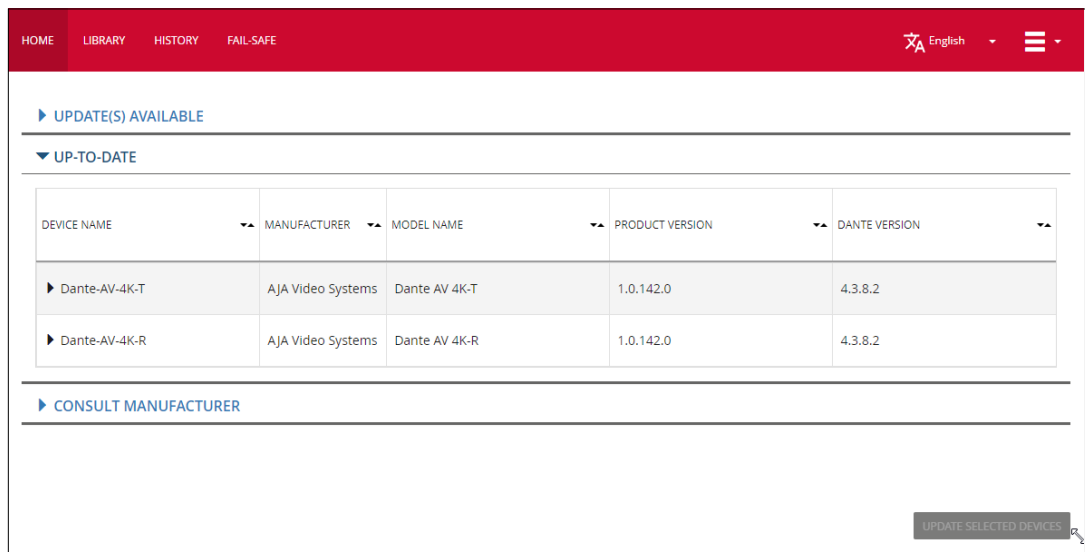 HOME LIBRARY HISTORY FAIL-SAFE English
UPDATE(S) AVAILABLE
UP-TO-DATE
DEVICE NAME MANUFACTURER MODEL NAME PRODUCT VERSION DANTE VERSION
Dante-AV-4K-T AJA Video Systems Dante AV 4K-T 1.0.142.0 4.3.8.2
Dante-AV-4K-R AJA Video Systems Dante AV 4K-R 1.0.142.0 4.3.8.2
CONSULT MANUFACTURER
UPDATE SELECTED DEVICES